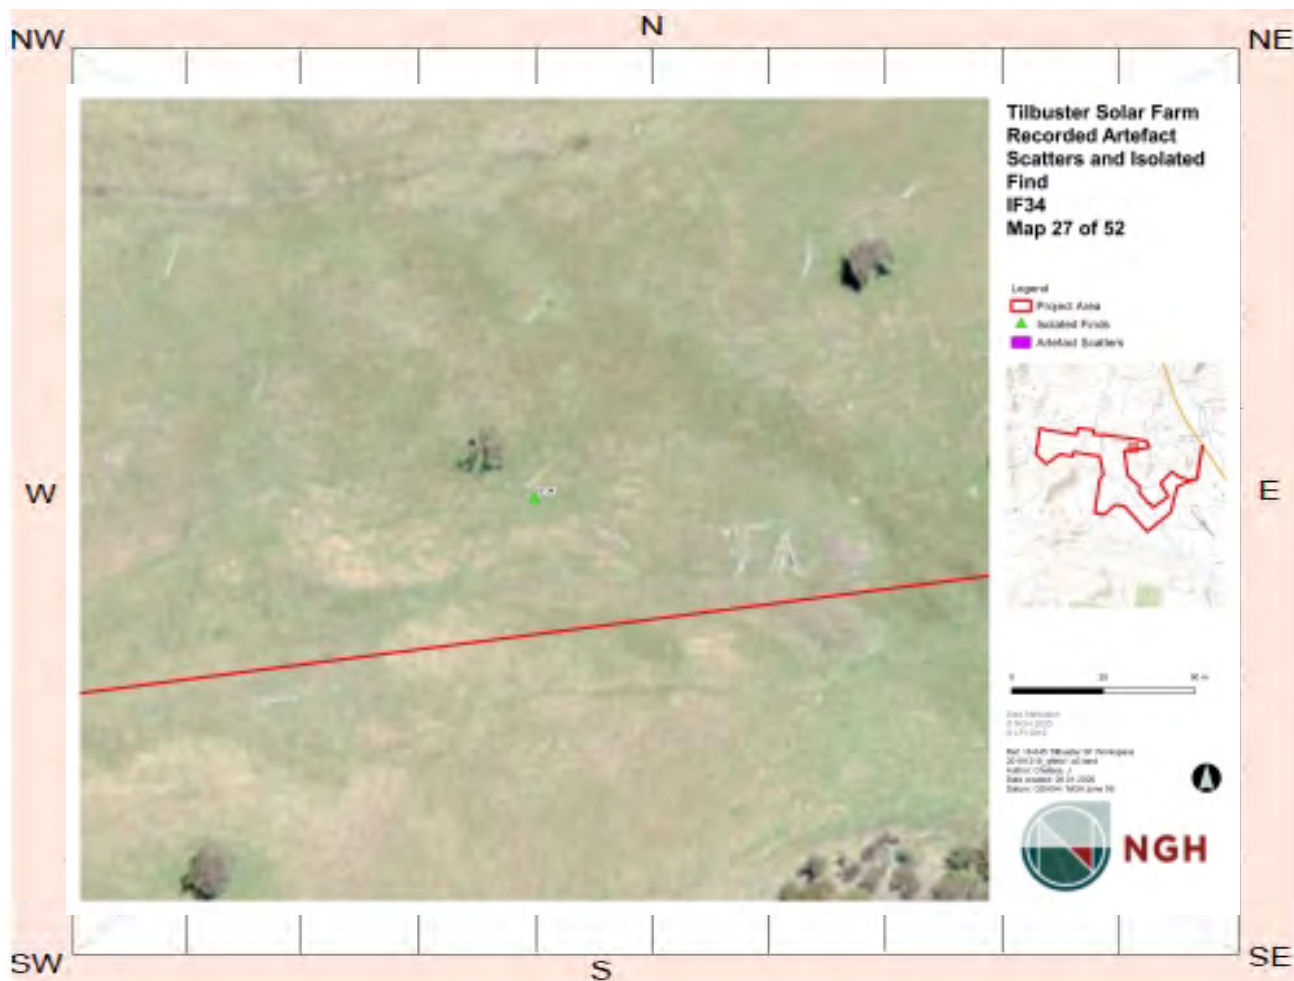 NW
N
NE
Tilbuster Solar Farm
Recorded Artefact
Scatters and Isolated
Find
IF34
Map 27 of 52
Legend
Project Area
Isolated Finds
Artefact Scatters
W
E
0
NGH
SW
S
SE